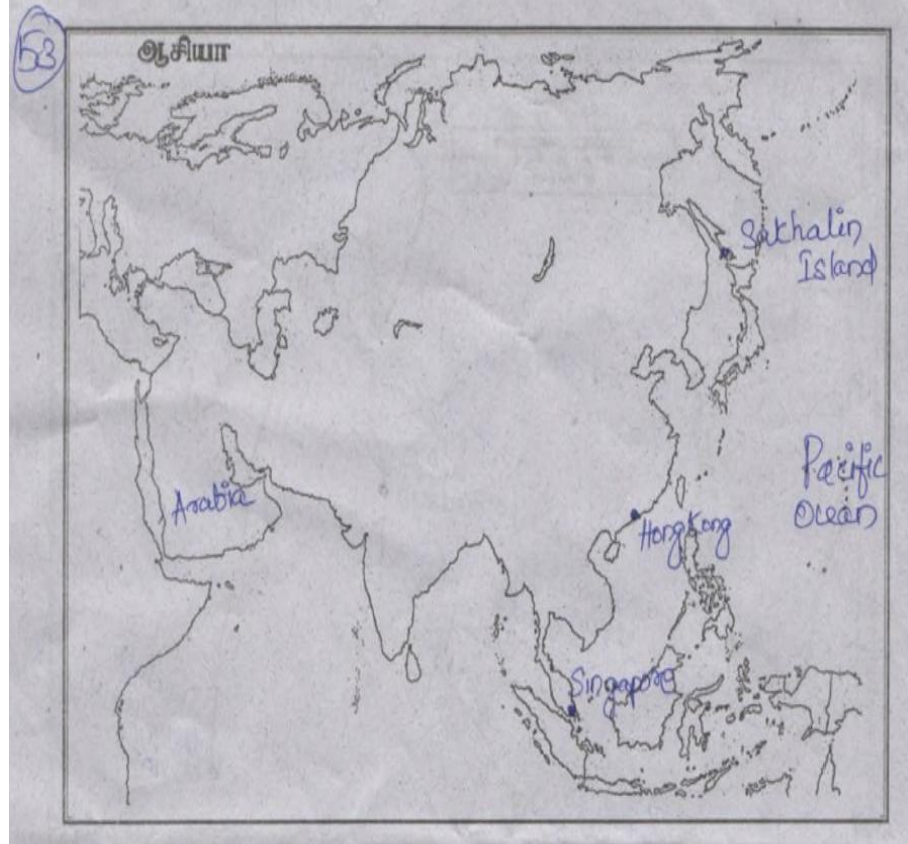 53
ஆசியா
Sakhalin
Island
Pacific
Ocean
Arabia
HongKong
Singapore